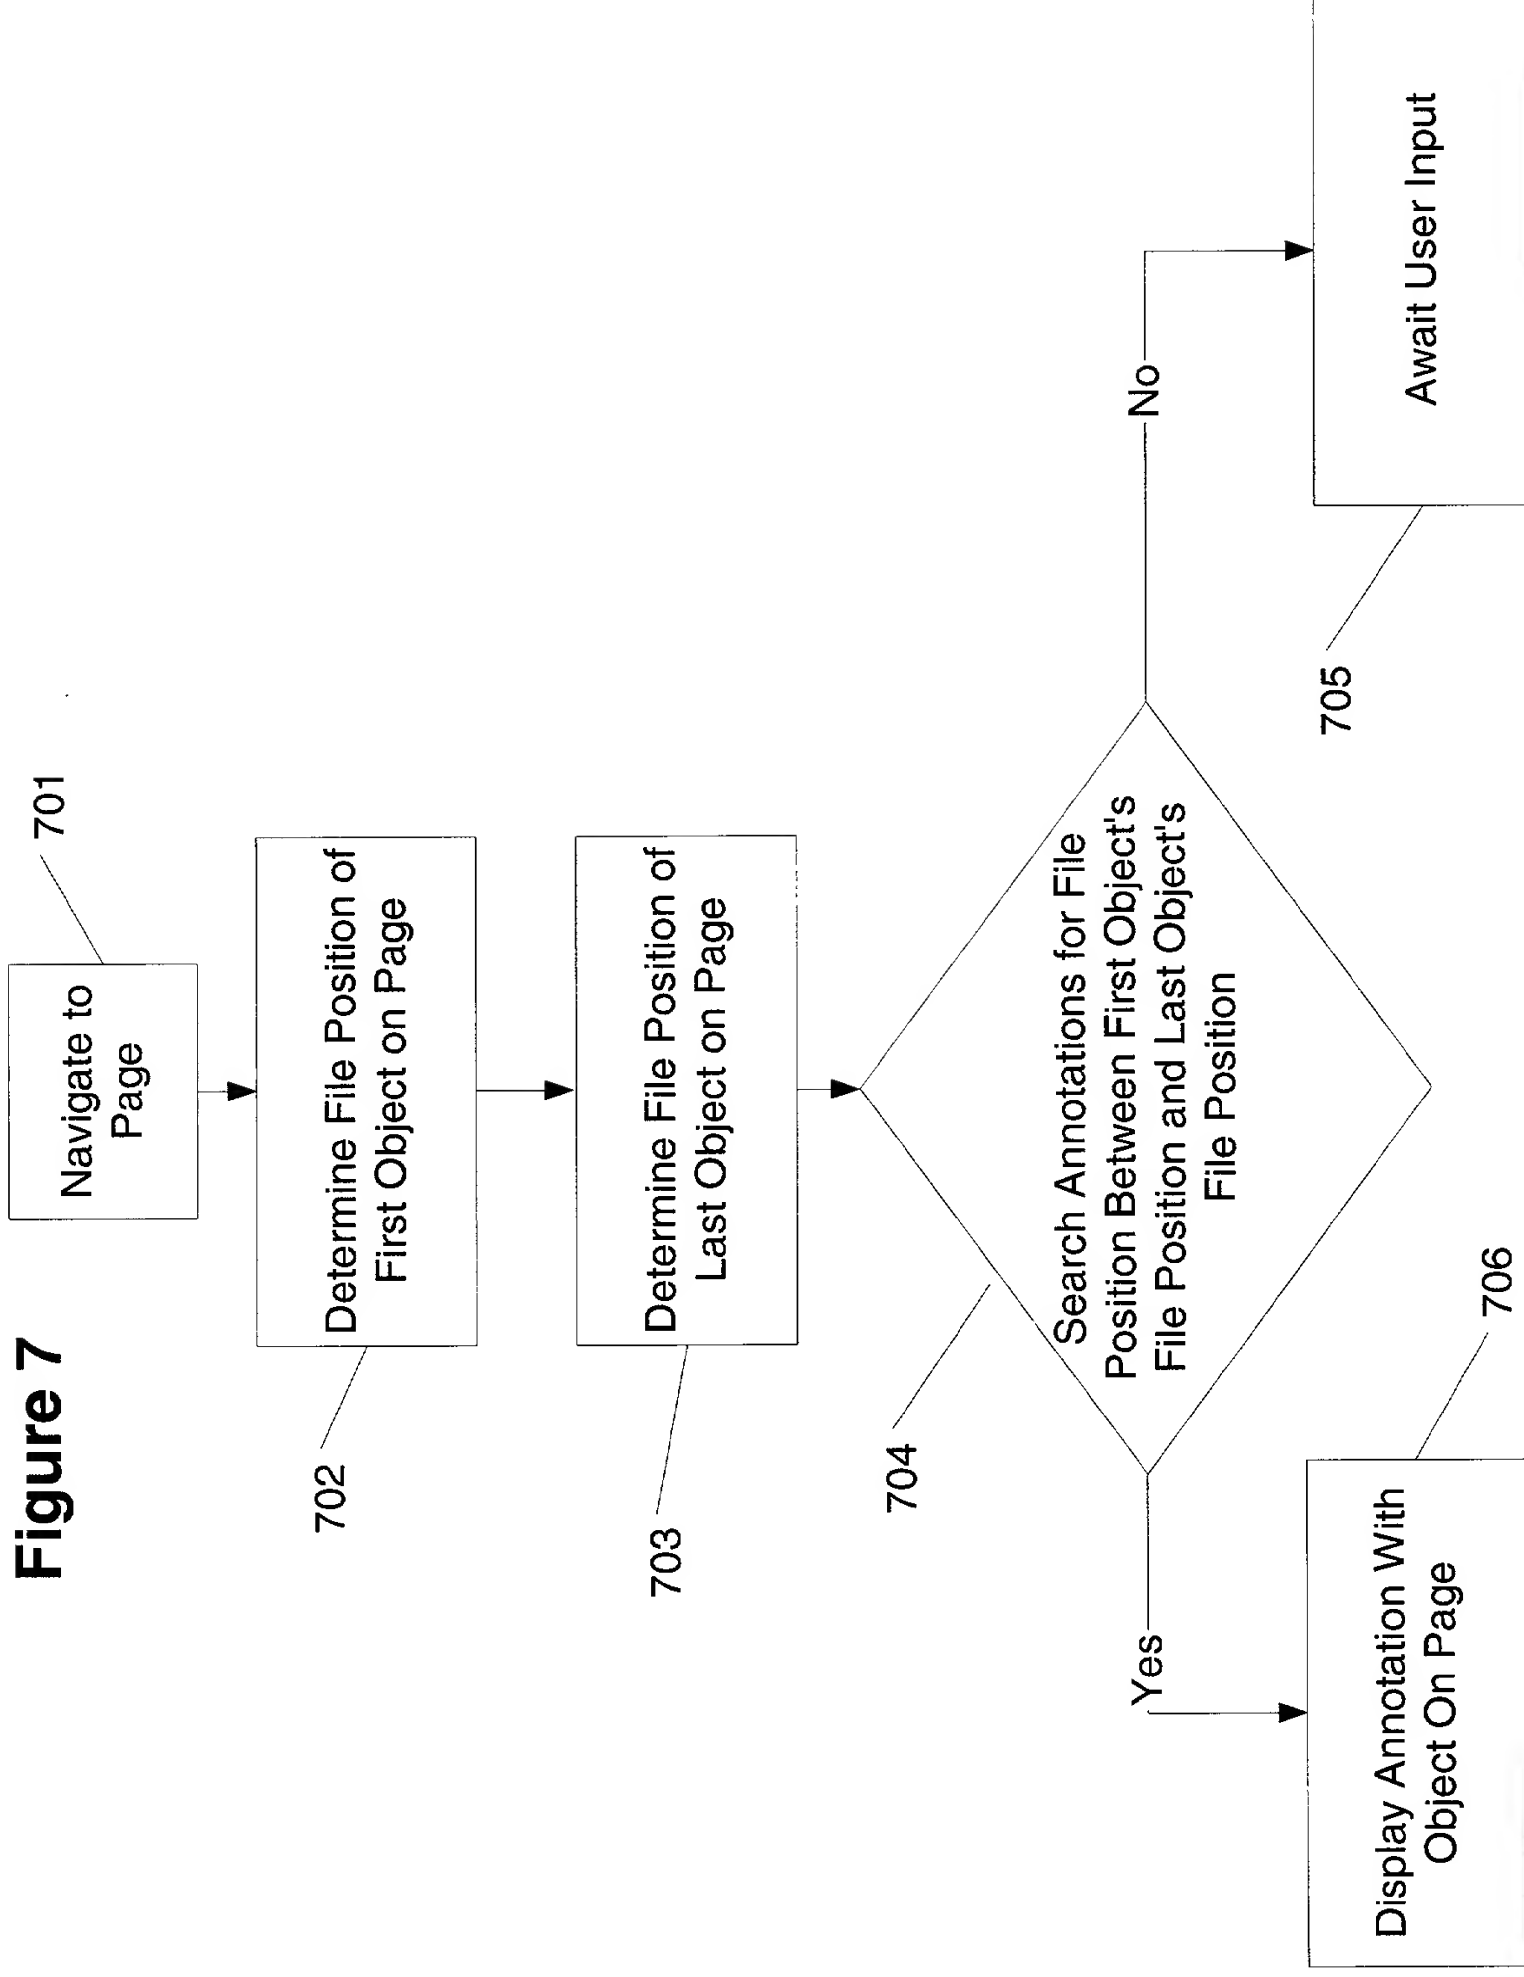 Figure 7
701
Navigate to
Page
702
Determine File Position of
First Object on Page
703
Determine File Position of
Last Object on Page
704
Search Annotations for File
Position Between First Object's
File Position and Last Object's
File Position
Yes
No
706
Display Annotation With
Object On Page
705
Await User Input